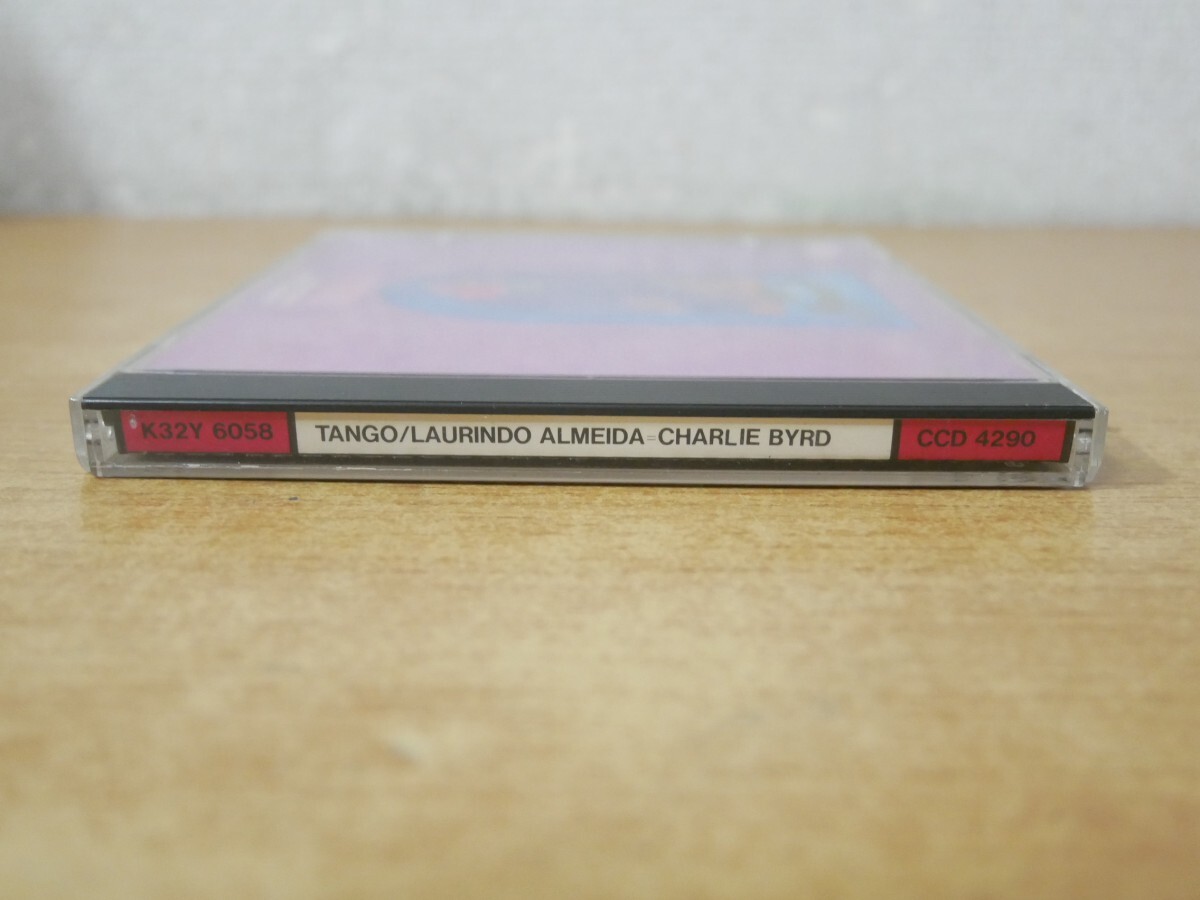 K32Y 6058 TANGO/LAURINDO ALMEIDA=CHARLIE BYRD CCD 4290